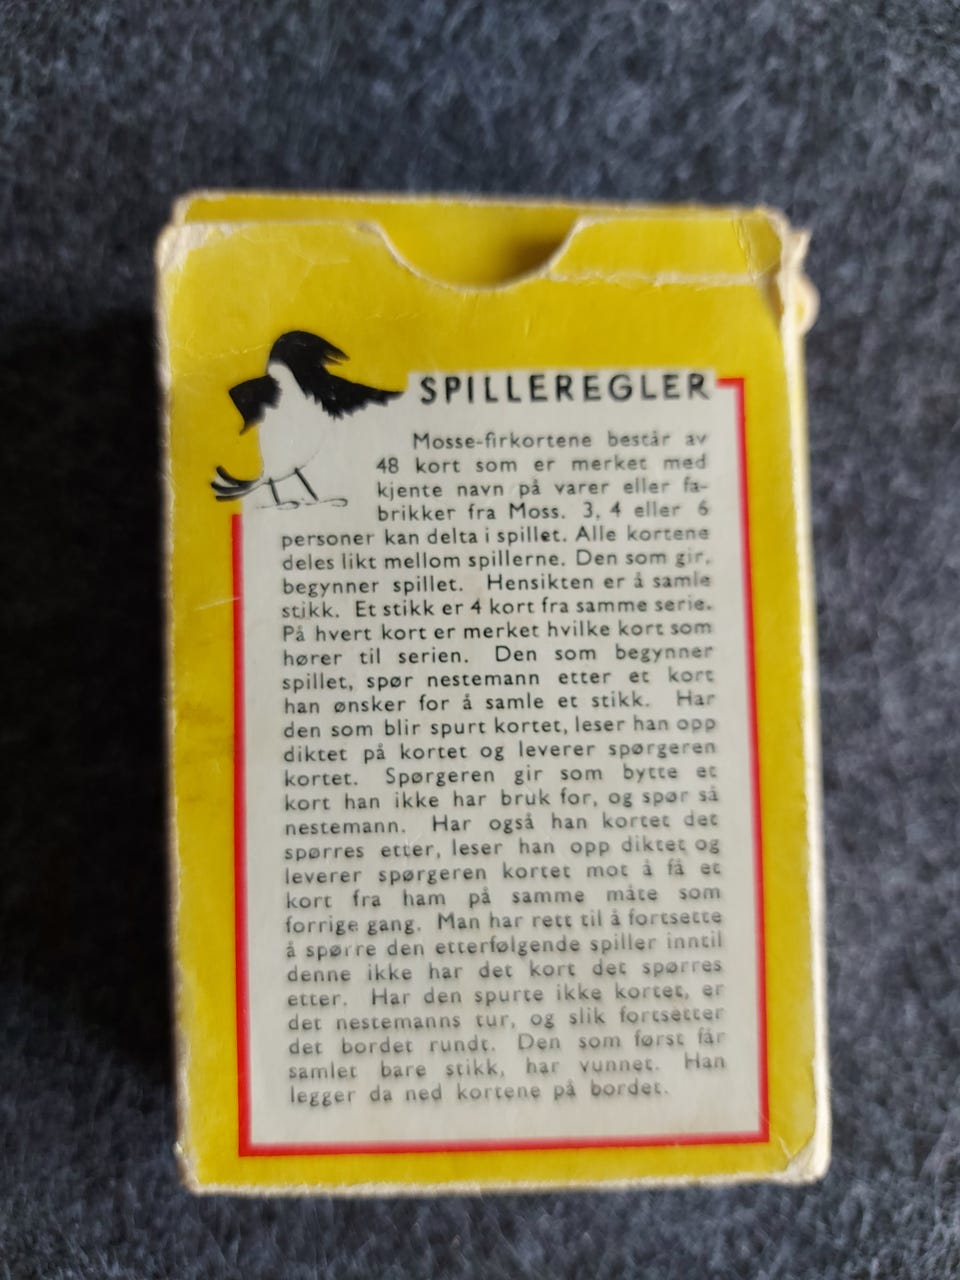 SPILLEREGLER
Mosse-firkortene består av
48 kort som er merket med
kjente navn på varer eller fa-
brikker fra Moss. 3, 4 eller 6
personer kan delta i spillet. Alle kortene
deles likt mellom spillerne. Den som gir,
begynner spillet. Hensikten er å samle
stikk. Et stikk er 4 kort fra samme serie.
På hvert kort er merket hvilke kort som
hører til serien. Den som begynner
spillet, spør nestemann etter et kort
han ønsker for å samle et stikk. Har
den som blir spurt kortet, leser han opp
diktet på kortet og leverer spørgeren
kortet. Spørgeren gir som bytte et
kort han ikke har bruk for, og spør så
nestemann. Har også han kortet det
spørres etter, leser han opp diktet og
leverer spørgeren kortet mot å få et
kort fra ham på samme måte som
forrige gang. Man har rett til å fortsette
å spørre den etterfølgende spiller inntil
denne ikke har det kort det spørres
etter. Har den spurte ikke kortet, er
det nestemanns tur, og slik fortsetter
det bordet rundt. Den som først får
samlet bare stikk, har vunnet. Han
legger da ned kortene på bordet.